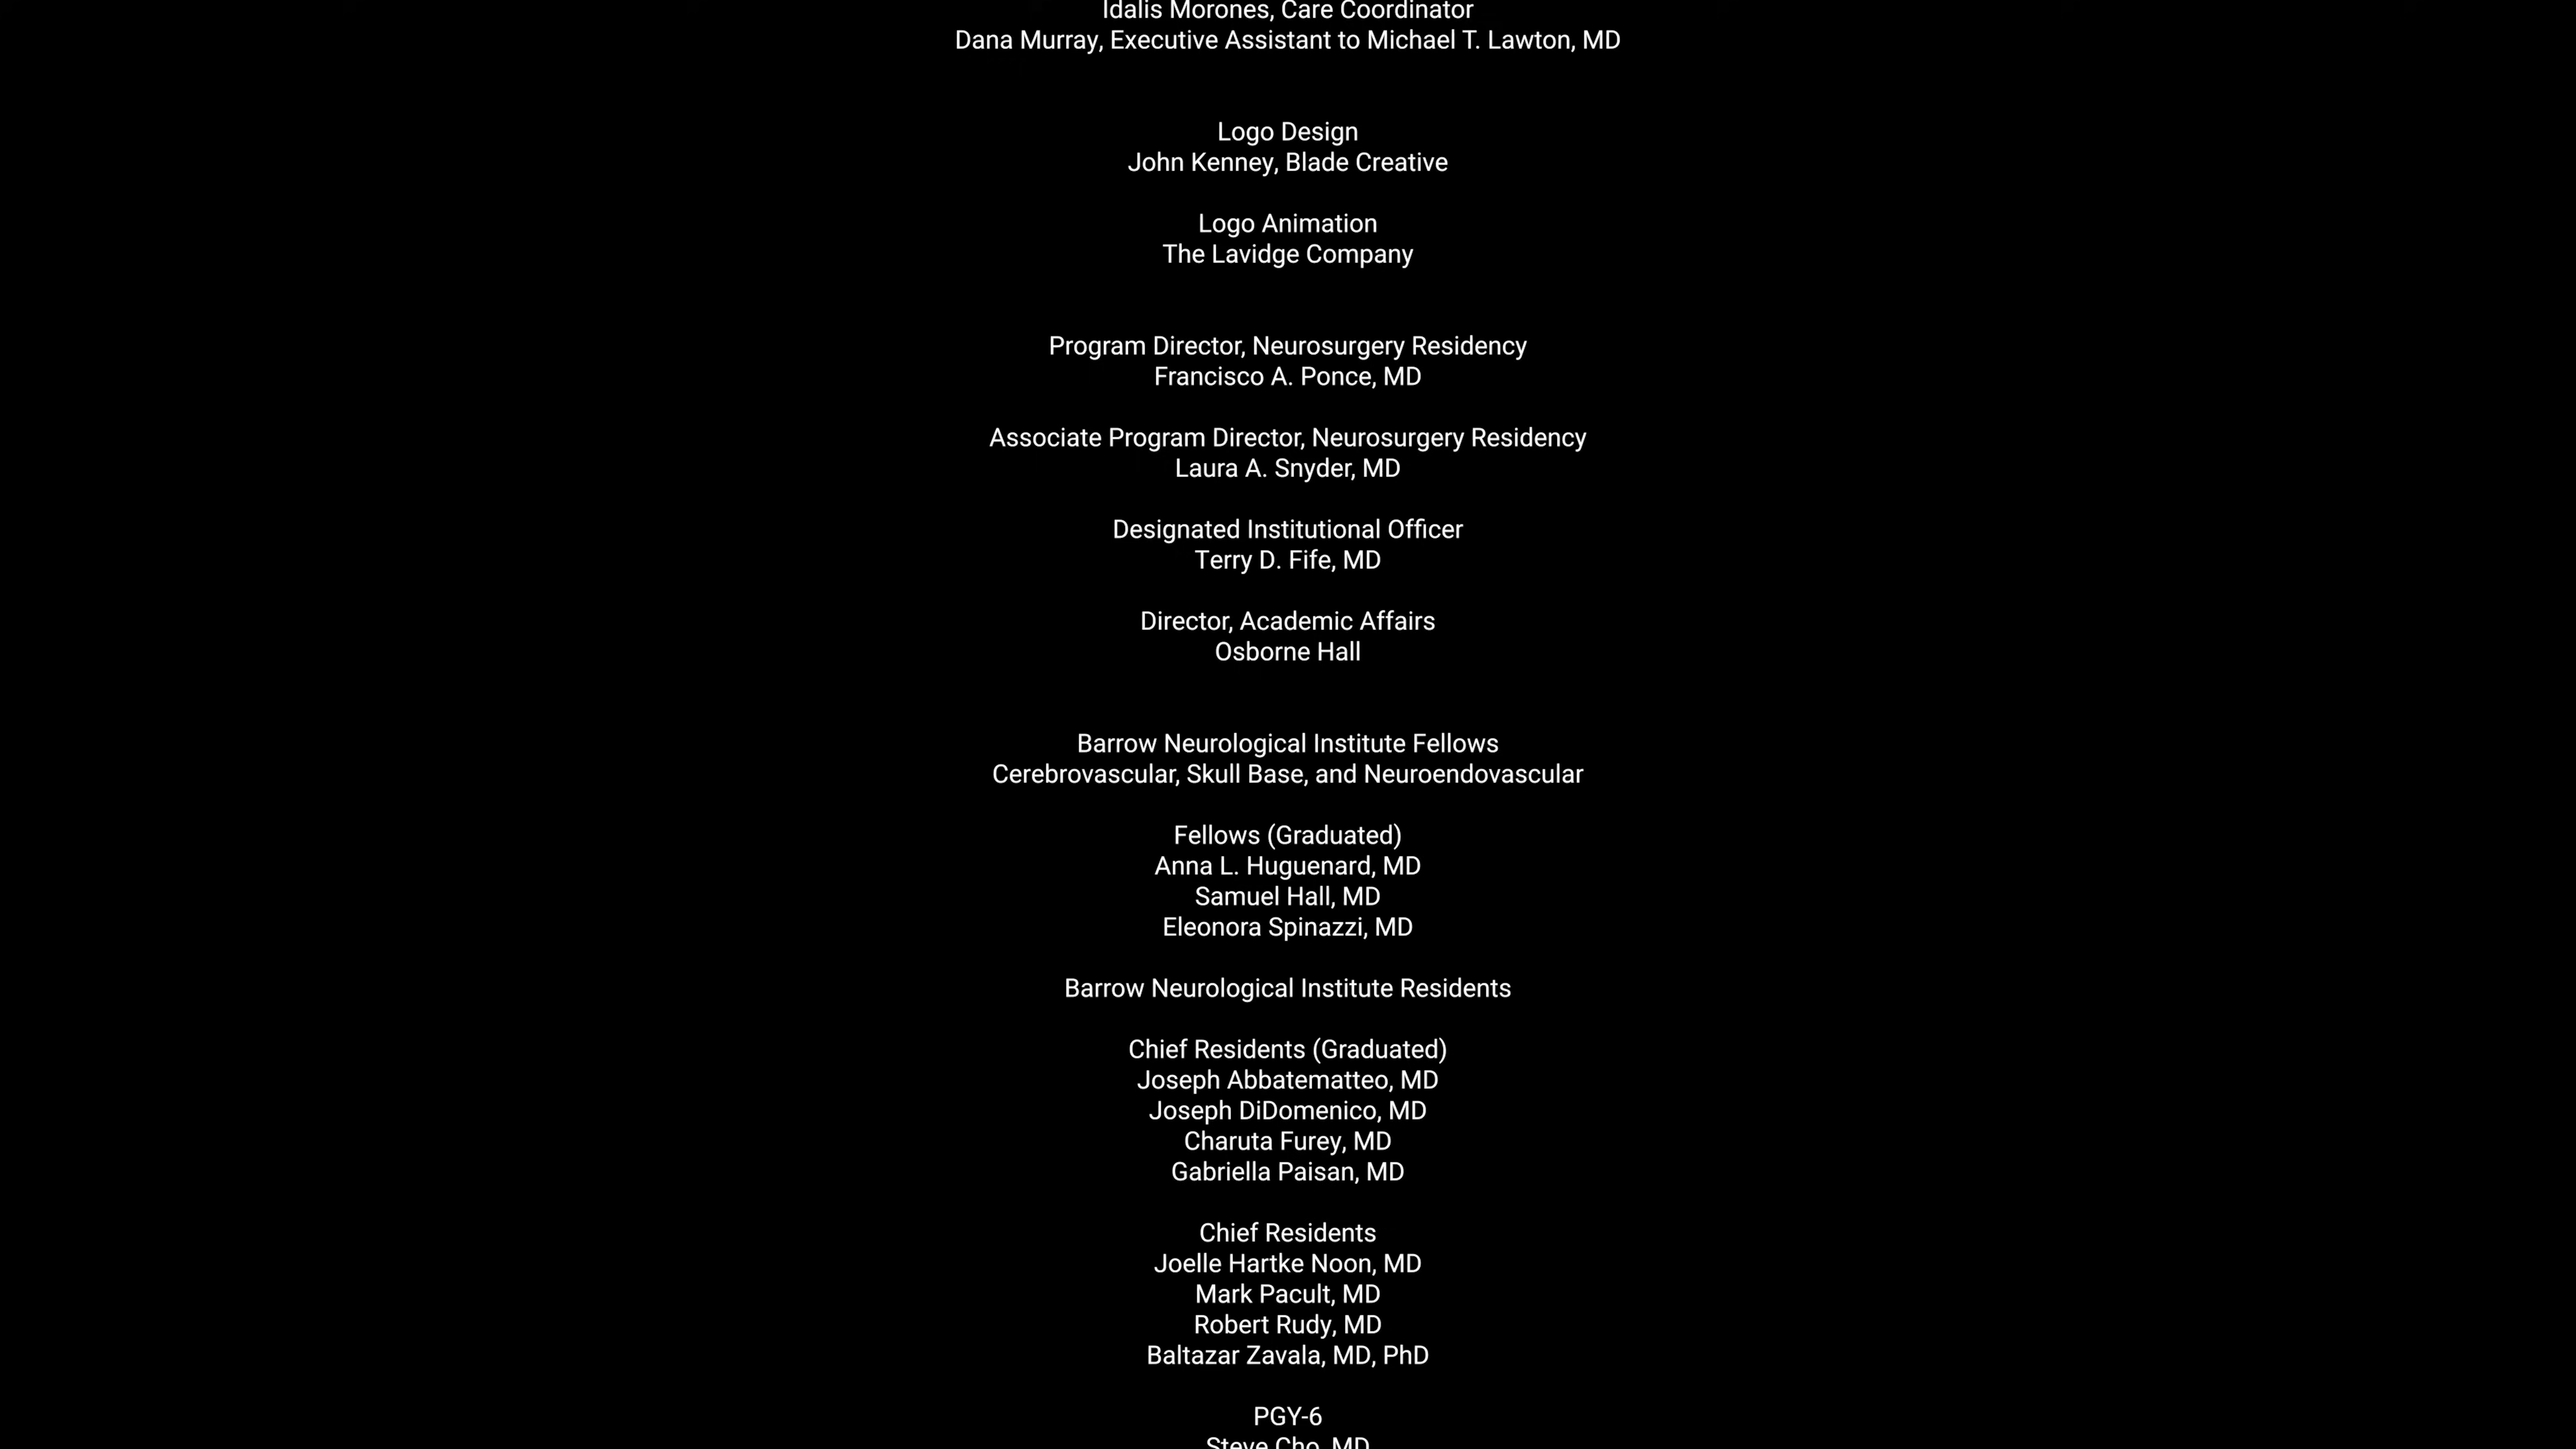 Idalis Morones, Care Coordinator
Dana Murray, Executive Assistant to Michael T. Lawton, MD
Logo Design
John Kenney, Blade Creative
Logo Animation
The Lavidge Company
Program Director, Neurosurgery Residency
Francisco A. Ponce, MD
Associate Program Director, Neurosurgery Residency
Laura A. Snyder, MD
Designated Institutional Officer
Terry D. Fife, MD
Director, Academic Affairs
Osborne Hall
Barrow Neurological Institute Fellows
Cerebrovascular, Skull Base, and Neuroendovascular
Fellows (Graduated)
Anna L. Huguenard, MD
Samuel Hall, MD
Eleonora Spinazzi, MD
Barrow Neurological Institute Residents
Chief Residents (Graduated)
Joseph Abbatematteo, MD
Joseph DiDomenico, MD
Charuta Furey, MD
Gabriella Paisan, MD
Chief Residents
Joelle Hartke Noon, MD
Mark Pacult, MD
Robert Rudy, MD
Baltazar Zavala, MD, PhD
PGY-6
Steve Cho, MD